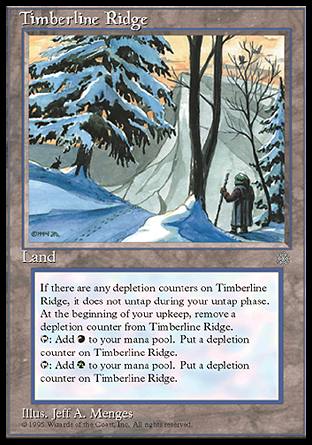 Timberline Ridge
©1994 JM
Land
If there are any depletion counters on Timberline
Ridge, it does not untap during your untap phase.
At the beginning of your upkeep, remove a
depletion counter from Timberline Ridge.
: Add to your mana pool. Put a depletion
counter on Timberline Ridge.
: Add to your mana pool. Put a depletion
counter on Timberline Ridge.
Illus. Jeff A. Menges
©1995 Wizards of the Coast, Inc. All rights reserved.